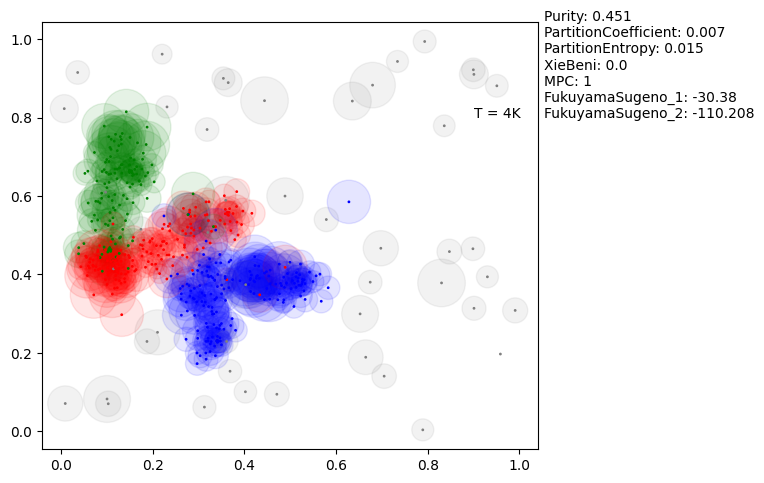 Purity: 0.451
PartitionCoefficient: 0.007
PartitionEntropy: 0.015
XieBeni: 0.0
MPC: 1
FukuyamaSugeno_1: -30.38
FukuyamaSugeno_2: -110.208
T = 4K
1.0
0.8
0.6
0.4
0.2
0.0
0.0 0.2 0.4 0.6 0.8 1.0